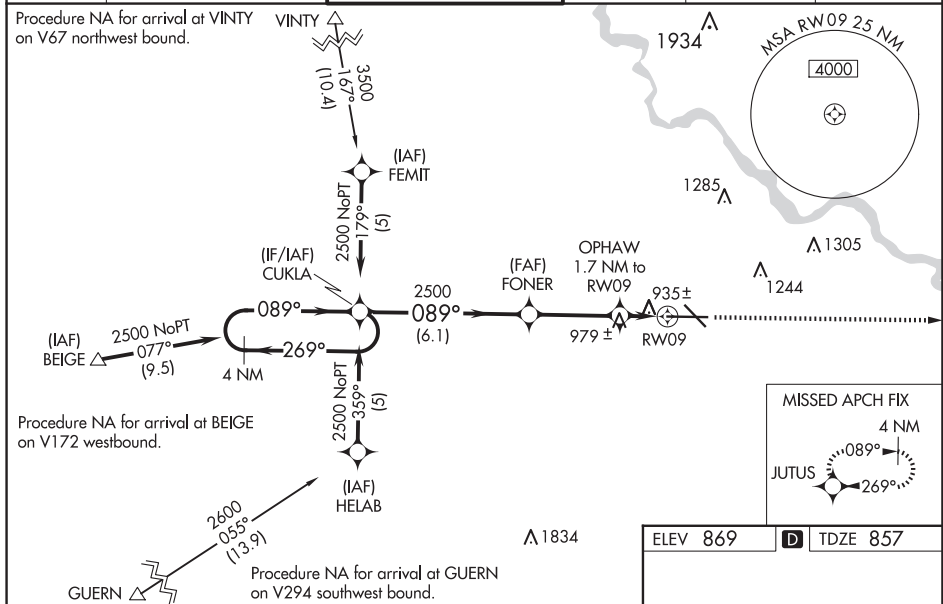 Procedure NA for arrival at VINTY
on V67 northwest bound.
VINTY
3500
167°
(10.4)
1934
MSA RW09 25 NM
4000
(IAF)
FEMIT
2500 NoPT
179°
(5)
1285
1305
1244
(IF/IAF)
CUKLA
2500
089°
(6.1)
(FAF)
FONER
OPHAW
1.7 NM to
RW09
935±
979±
RW09
089°
269°
4 NM
(IAF)
BEIGE
2500 NoPT
077°
(9.5)
2500 NoPT
359°
(5)
Procedure NA for arrival at BEIGE
on V172 westbound.
(IAF)
HELAB
MISSED APCH FIX
4 NM
089°
JUTUS
269°
2600
055°
(13.9)
1834
GUERN
Procedure NA for arrival at GUERN
on V294 southwest bound.
ELEV 869 D TDZE 857